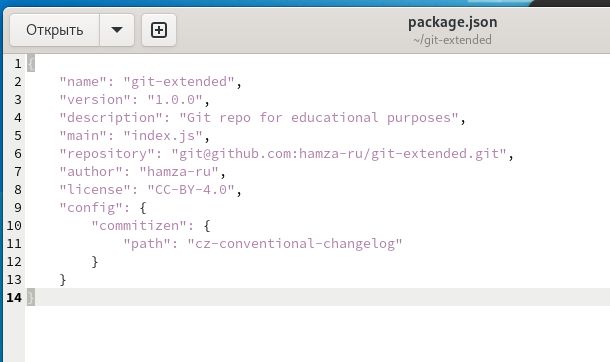 Открыть
package.json
~/git-extended
1 {
2     "name": "git-extended",
3     "version": "1.0.0",
4     "description": "Git repo for educational purposes",
5     "main": "index.js",
6     "repository": "git@github.com:hamza-ru/git-extended.git",
7     "author": "hamza-ru",
8     "license": "CC-BY-4.0",
9     "config": {
10         "commitizen": {
11             "path": "cz-conventional-changelog"
12         }
13     }
14 }